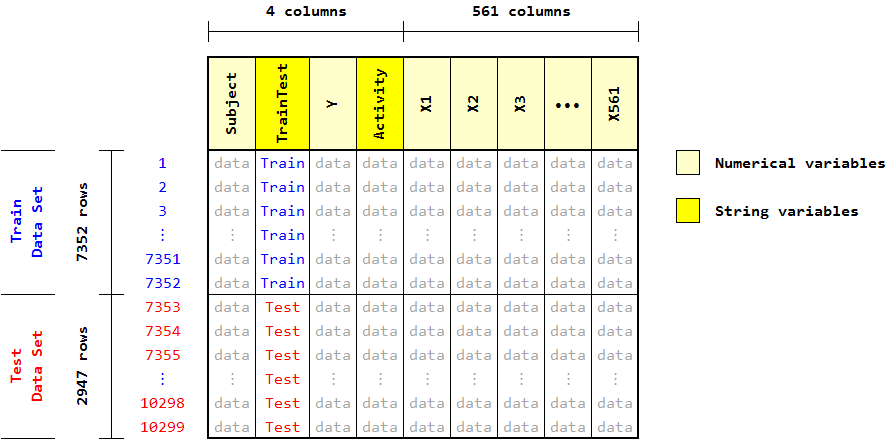 4 columns 561 columns
Subject TrainTest Y Activity X1 X2 X3 ••• X561
1 data Train data data data data data data data
2 data Train data data data data data data data
3 data Train data data data data data data data
⋮ ⋮ Train ⋮ ⋮ ⋮ ⋮ ⋮ ⋮ ⋮
7351 data Train data data data data data data data
7352 data Train data data data data data data data
7353 data Test data data data data data data data
7354 data Test data data data data data data data
7355 data Test data data data data data data data
⋮ ⋮ Test ⋮ ⋮ ⋮ ⋮ ⋮ ⋮ ⋮
10298 data Test data data data data data data data
10299 data Test data data data data data data data
Train
Data Set
7352 rows
Test
Data Set
2947 rows
Numerical variables
String variables